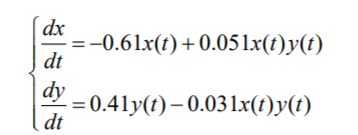 dx/dt = −0.61x(t) + 0.051x(t)y(t)
dy/dt = 0.41y(t) − 0.031x(t)y(t)